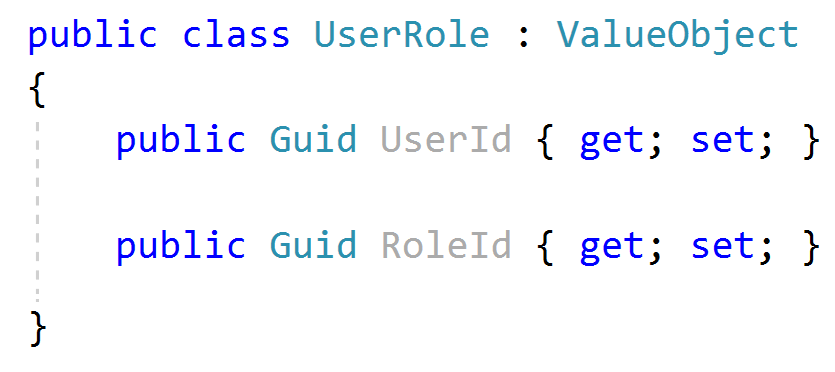 public class UserRole : ValueObject
{
    public Guid UserId { get; set; }
    public Guid RoleId { get; set; }
}